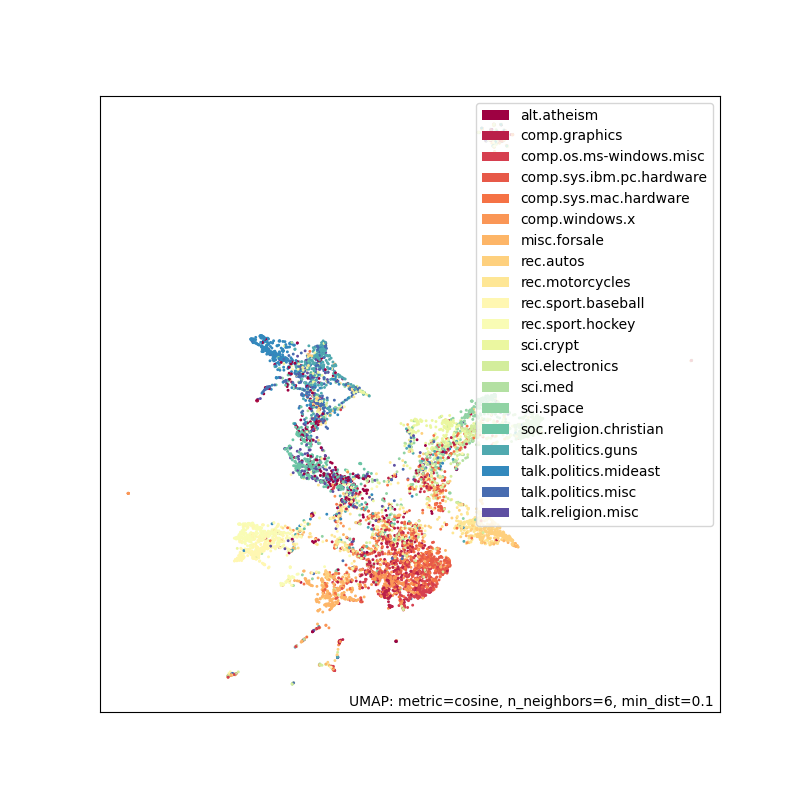 alt.atheism
comp.graphics
comp.os.ms-windows.misc
comp.sys.ibm.pc.hardware
comp.sys.mac.hardware
comp.windows.x
misc.forsale
rec.autos
rec.motorcycles
rec.sport.baseball
rec.sport.hockey
sci.crypt
sci.electronics
sci.med
sci.space
soc.religion.christian
talk.politics.guns
talk.politics.mideast
talk.politics.misc
talk.religion.misc
UMAP: metric=cosine, n_neighbors=6, min_dist=0.1